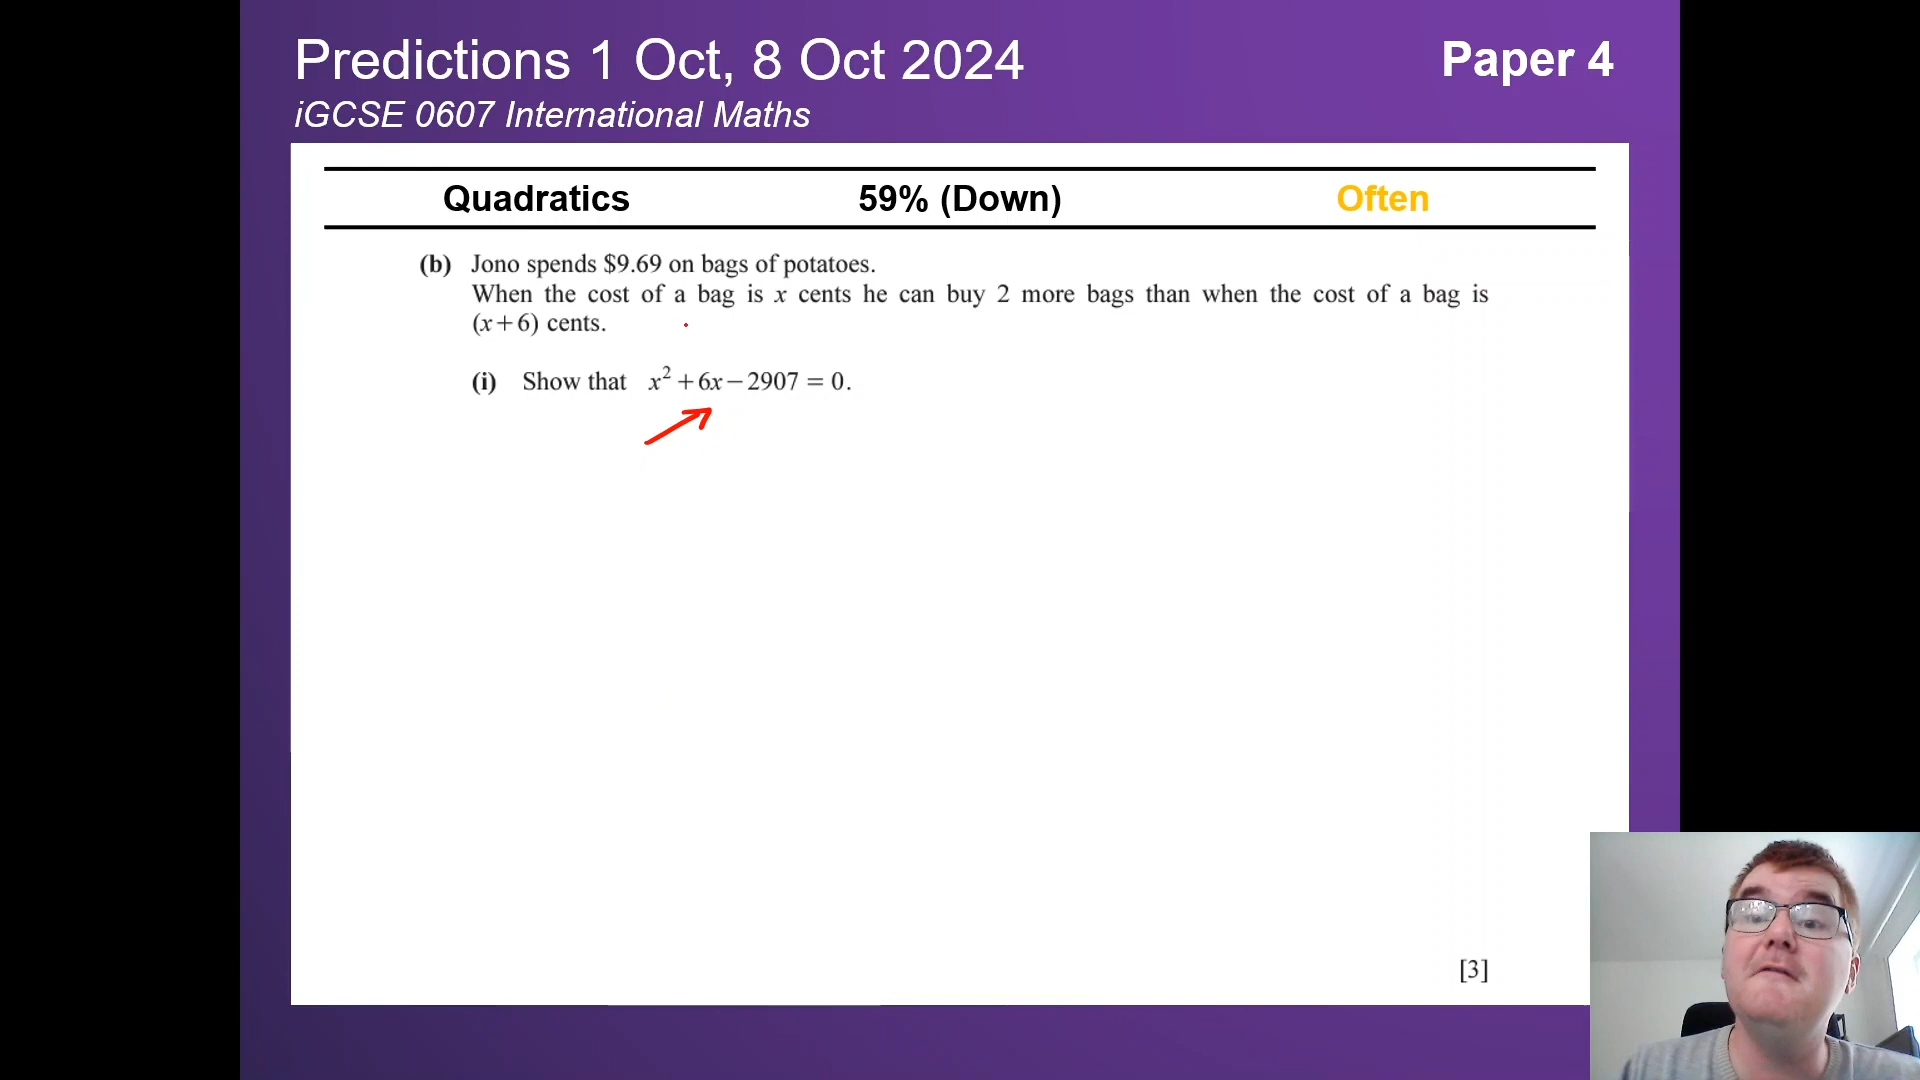 Predictions 1 Oct, 8 Oct 2024
Paper 4
iGCSE 0607 International Maths
Quadratics 59% (Down) Often
(b) Jono spends $9.69 on bags of potatoes.
When the cost of a bag is x cents he can buy 2 more bags than when the cost of a bag is
(x+6) cents.
(i) Show that x² + 6x − 2907 = 0.
[3]